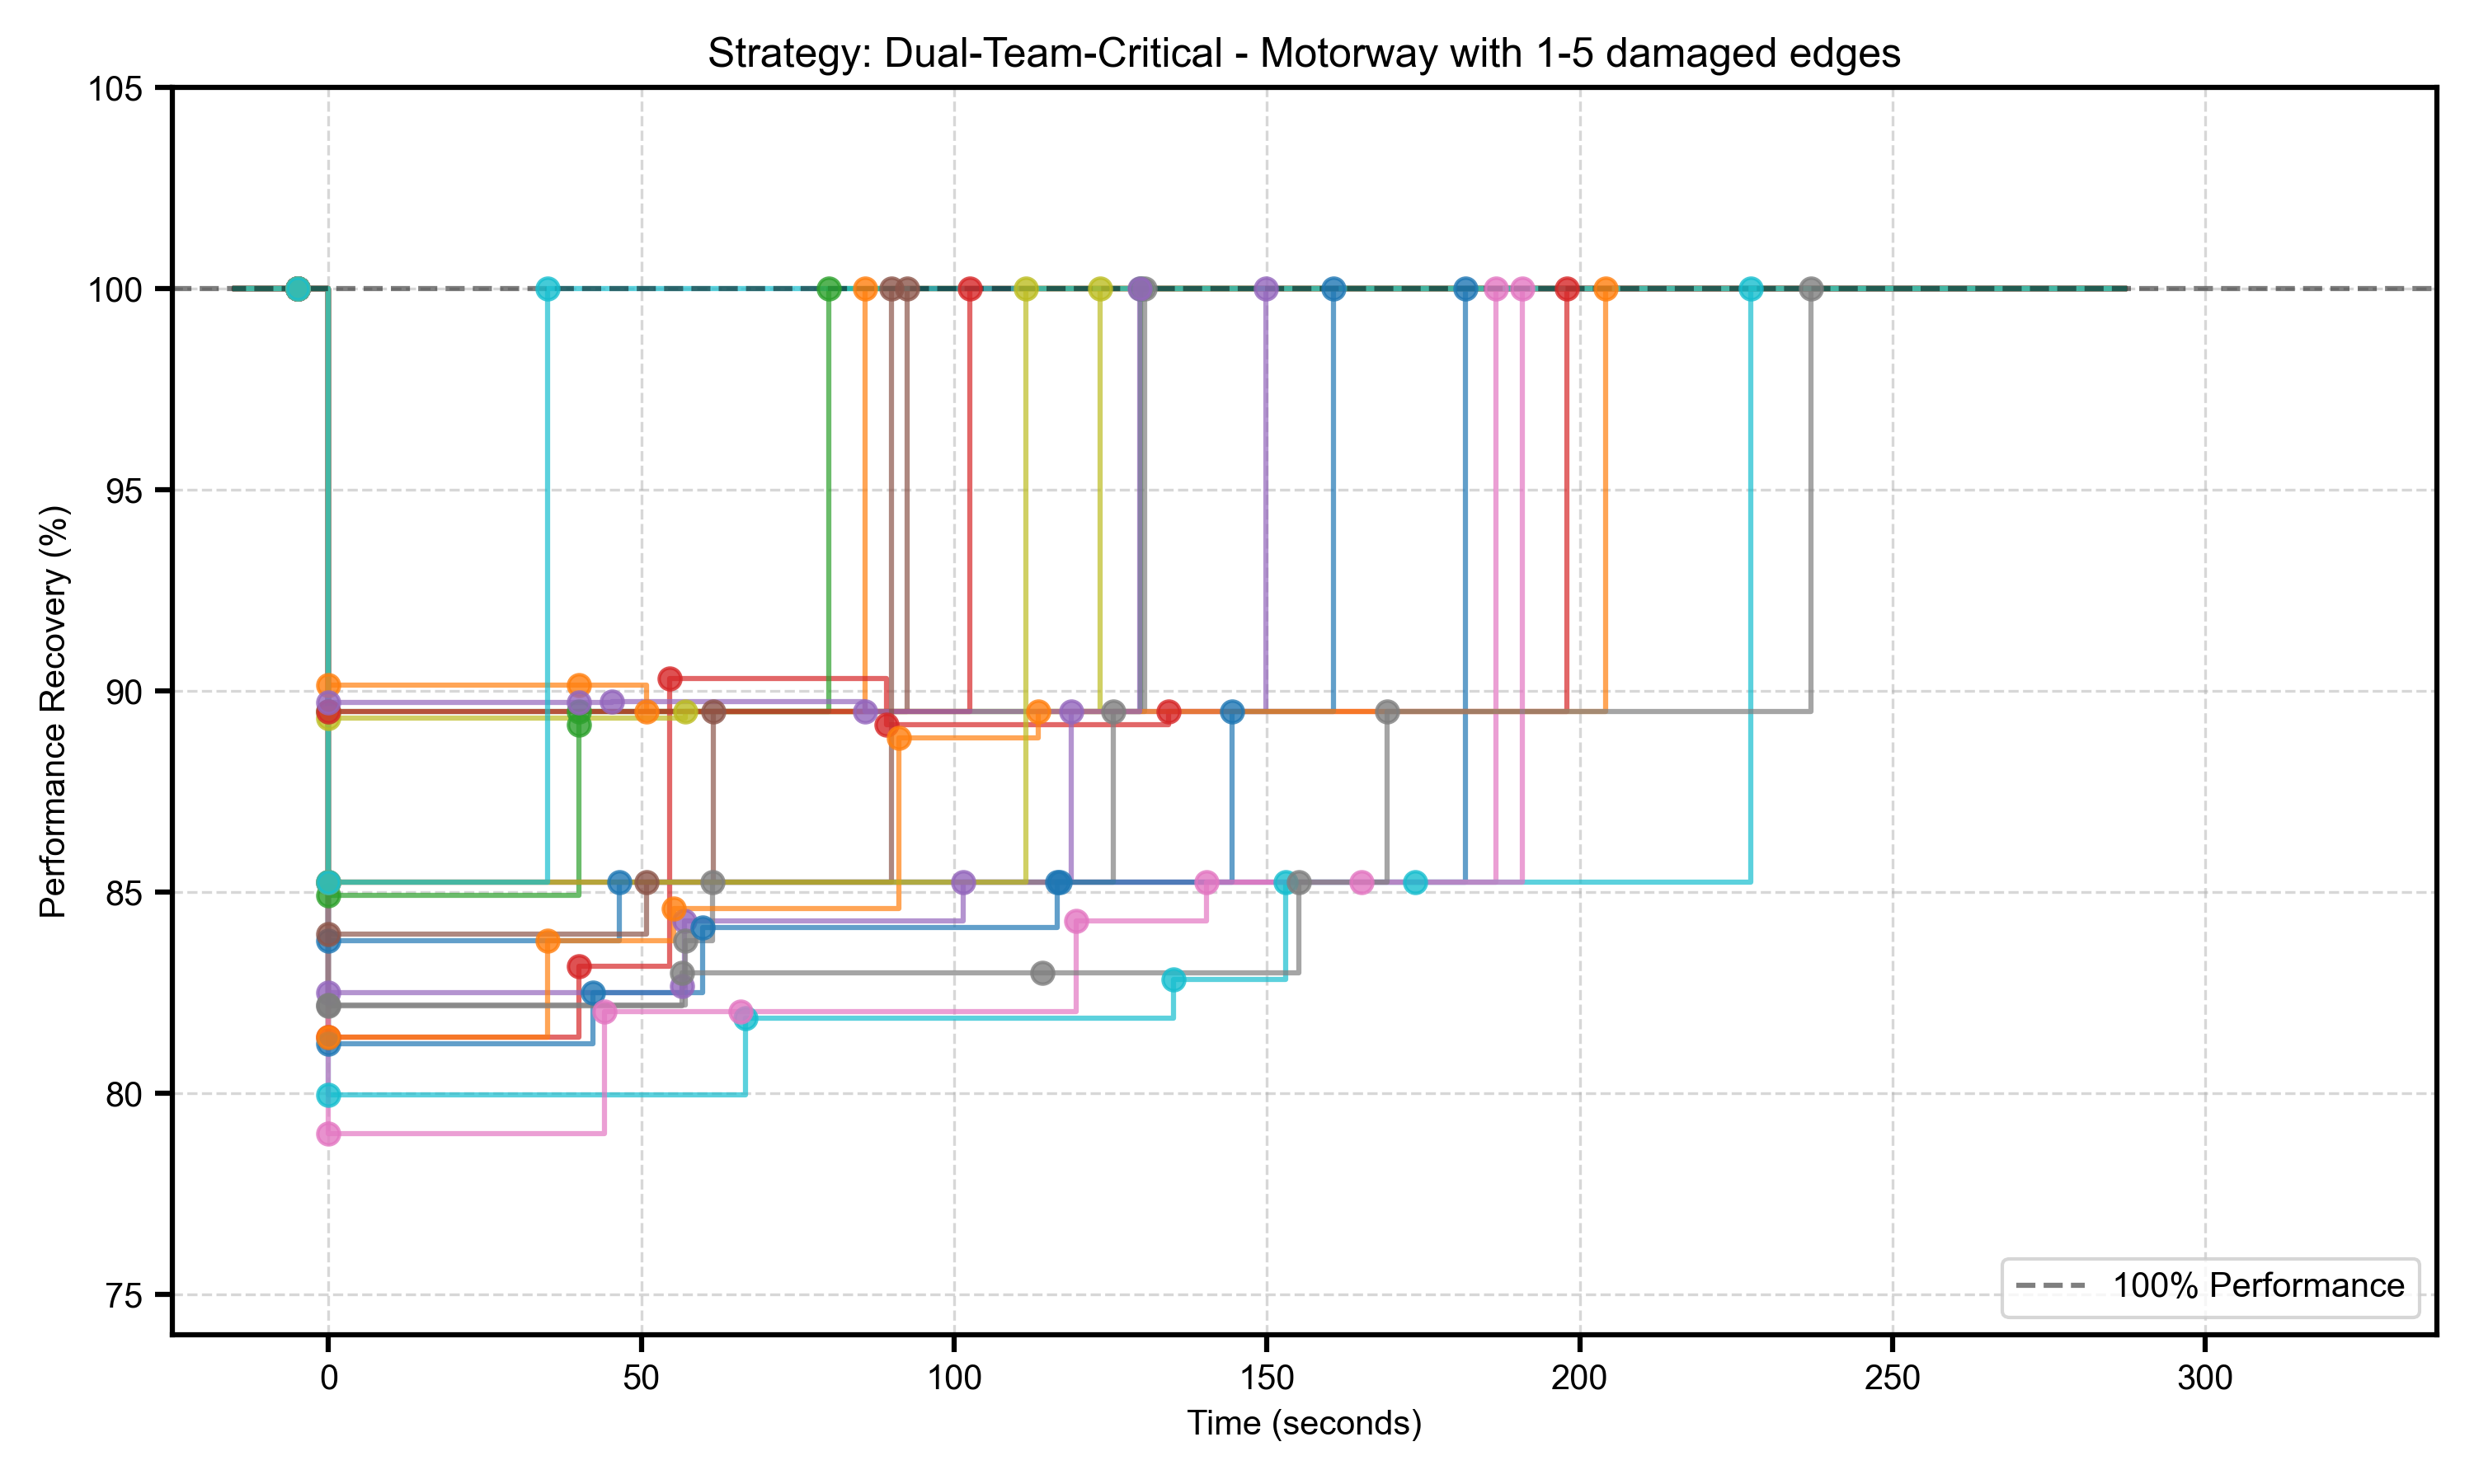 Strategy: Dual-Team-Critical - Motorway with 1-5 damaged edges
105
100
95
90
85
80
75
Performance Recovery (%)
100% Performance
0 50 100 150 200 250 300
Time (seconds)